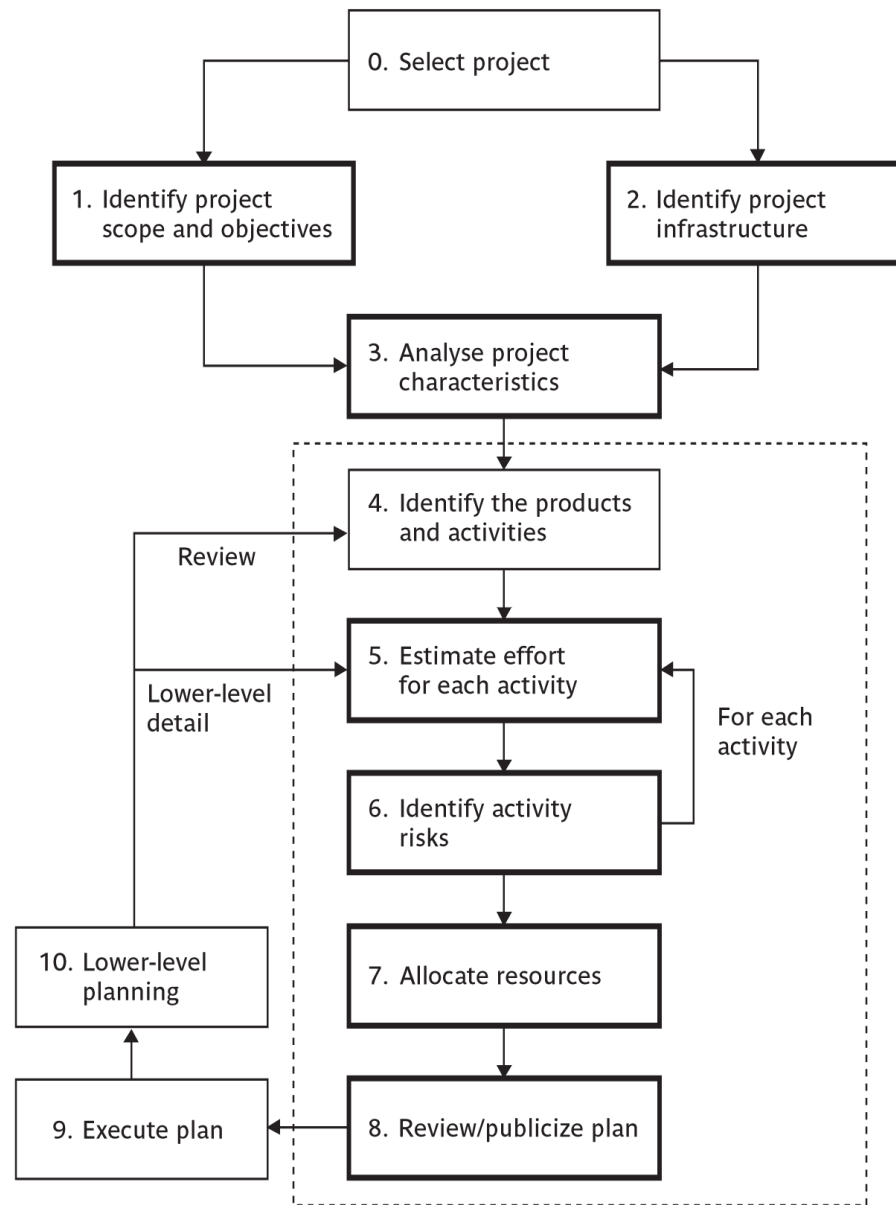 0. Select project
1. Identify project
scope and objectives
2. Identify project
infrastructure
3. Analyse project
characteristics
4. Identify the products
and activities
Review
5. Estimate effort
for each activity
Lower-level
detail
For each
activity
6. Identify activity
risks
10. Lower-level
planning
7. Allocate resources
9. Execute plan
8. Review/publicize plan